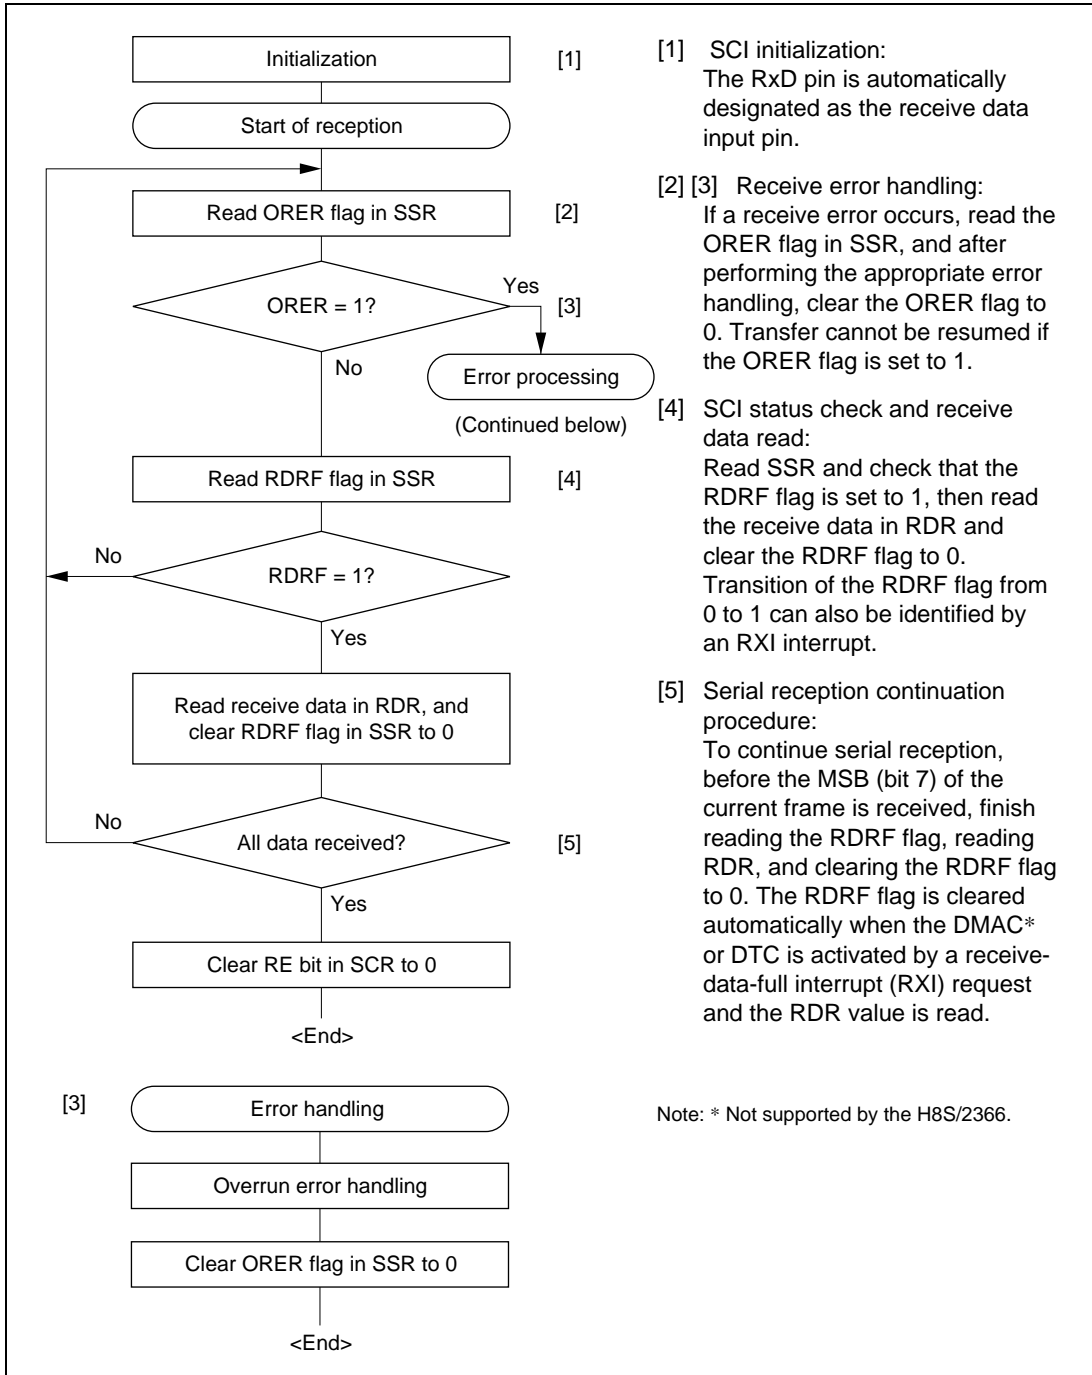 Initialization
[1]
Start of reception
Read ORER flag in SSR
[2]
ORER = 1?
Yes
[3]
No
Error processing
(Continued below)
Read RDRF flag in SSR
[4]
No
RDRF = 1?
Yes
Read receive data in RDR, and
clear RDRF flag in SSR to 0
No
All data received?
[5]
Yes
Clear RE bit in SCR to 0
<End>
[3]
Error handling
Overrun error handling
Clear ORER flag in SSR to 0
<End>
[1] SCI initialization:
The RxD pin is automatically
designated as the receive data
input pin.
[2] [3] Receive error handling:
If a receive error occurs, read the
ORER flag in SSR, and after
performing the appropriate error
handling, clear the ORER flag to
0. Transfer cannot be resumed if
the ORER flag is set to 1.
[4] SCI status check and receive
data read:
Read SSR and check that the
RDRF flag is set to 1, then read
the receive data in RDR and
clear the RDRF flag to 0.
Transition of the RDRF flag from
0 to 1 can also be identified by
an RXI interrupt.
[5] Serial reception continuation
procedure:
To continue serial reception,
before the MSB (bit 7) of the
current frame is received, finish
reading the RDRF flag, reading
RDR, and clearing the RDRF flag
to 0. The RDRF flag is cleared
automatically when the DMAC*
or DTC is activated by a receive-
data-full interrupt (RXI) request
and the RDR value is read.
Note: * Not supported by the H8S/2366.